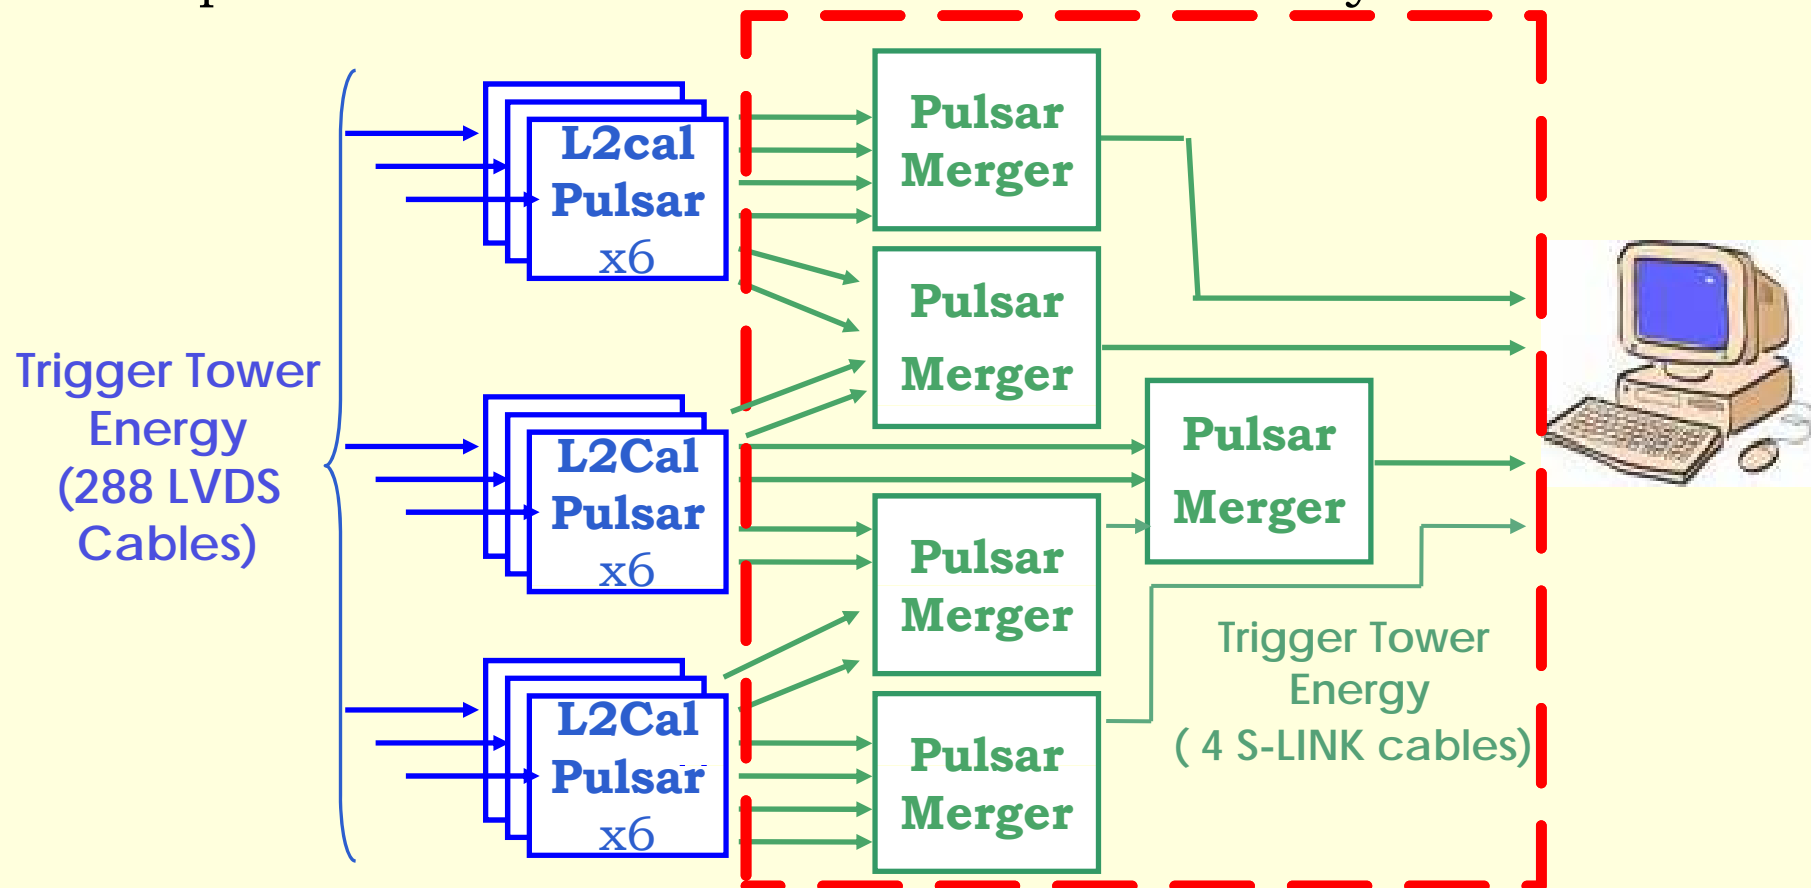 Trigger Tower
Energy
(288 LVDS
Cables)
L2cal
Pulsar
x6
L2Cal
Pulsar
x6
L2Cal
Pulsar
x6
Pulsar
Merger
Pulsar
Merger
Pulsar
Merger
Pulsar
Merger
Pulsar
Merger
Trigger Tower
Energy
( 4 S-LINK cables)